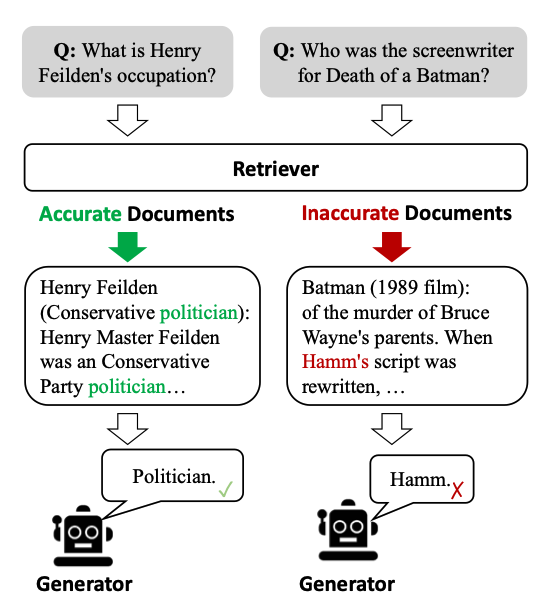 Q: What is Henry
Feilden's occupation?
Q: Who was the screenwriter
for Death of a Batman?
Retriever
Accurate Documents
Inaccurate Documents
Henry Feilden
(Conservative politician):
Henry Master Feilden
was an Conservative
Party politician…
Batman (1989 film):
of the murder of Bruce
Wayne's parents. When
Hamm's script was
rewritten, …
Politician.
Hamm.
Generator
Generator